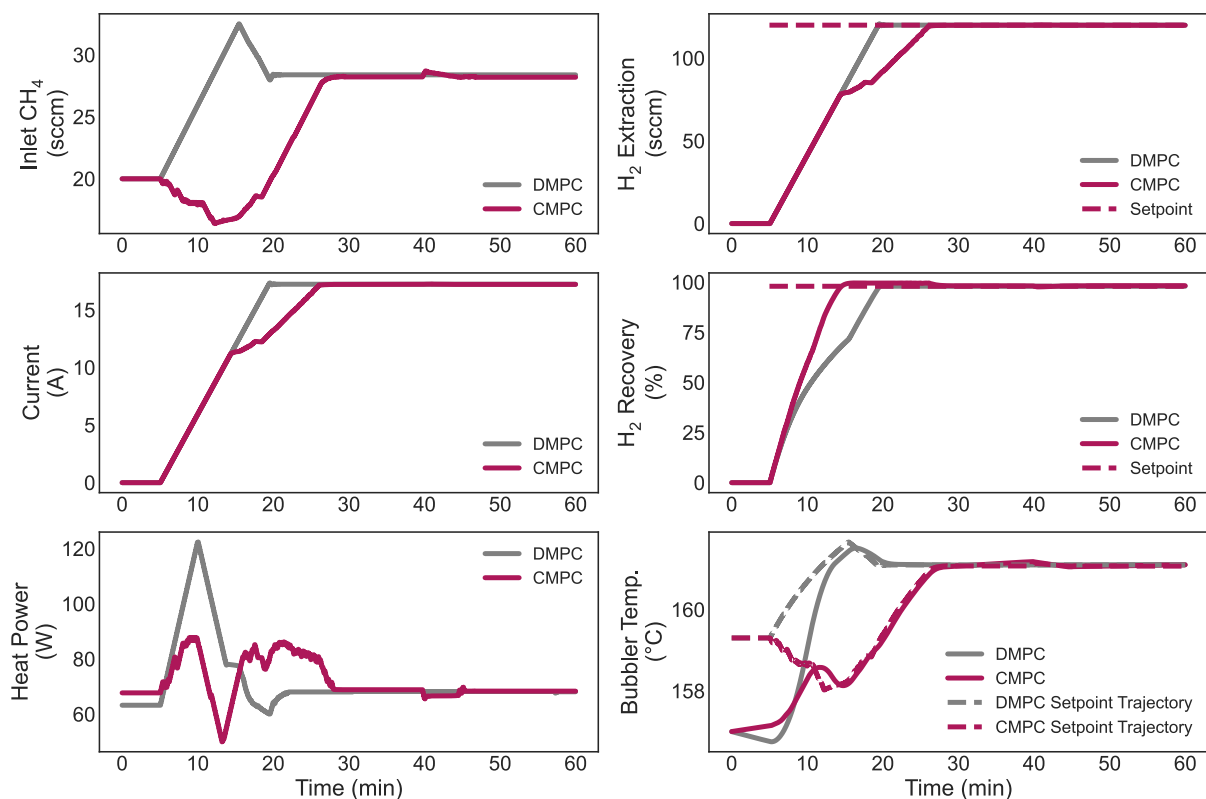 Inlet CH4
(sccm)
30
25
20
DMPC
CMPC
0 10 20 30 40 50 60
H2 Extraction
(sccm)
100
50
0
DMPC
CMPC
Setpoint
0 10 20 30 40 50 60
Current
(A)
15
10
5
0
DMPC
CMPC
0 10 20 30 40 50 60
H2 Recovery
(%)
100
75
50
25
0
DMPC
CMPC
Setpoint
0 10 20 30 40 50 60
Heat Power
(W)
120
100
80
60
DMPC
CMPC
0 10 20 30 40 50 60
Time (min)
Bubbler Temp.
(°C)
160
158
DMPC
CMPC
DMPC Setpoint Trajectory
CMPC Setpoint Trajectory
0 10 20 30 40 50 60
Time (min)